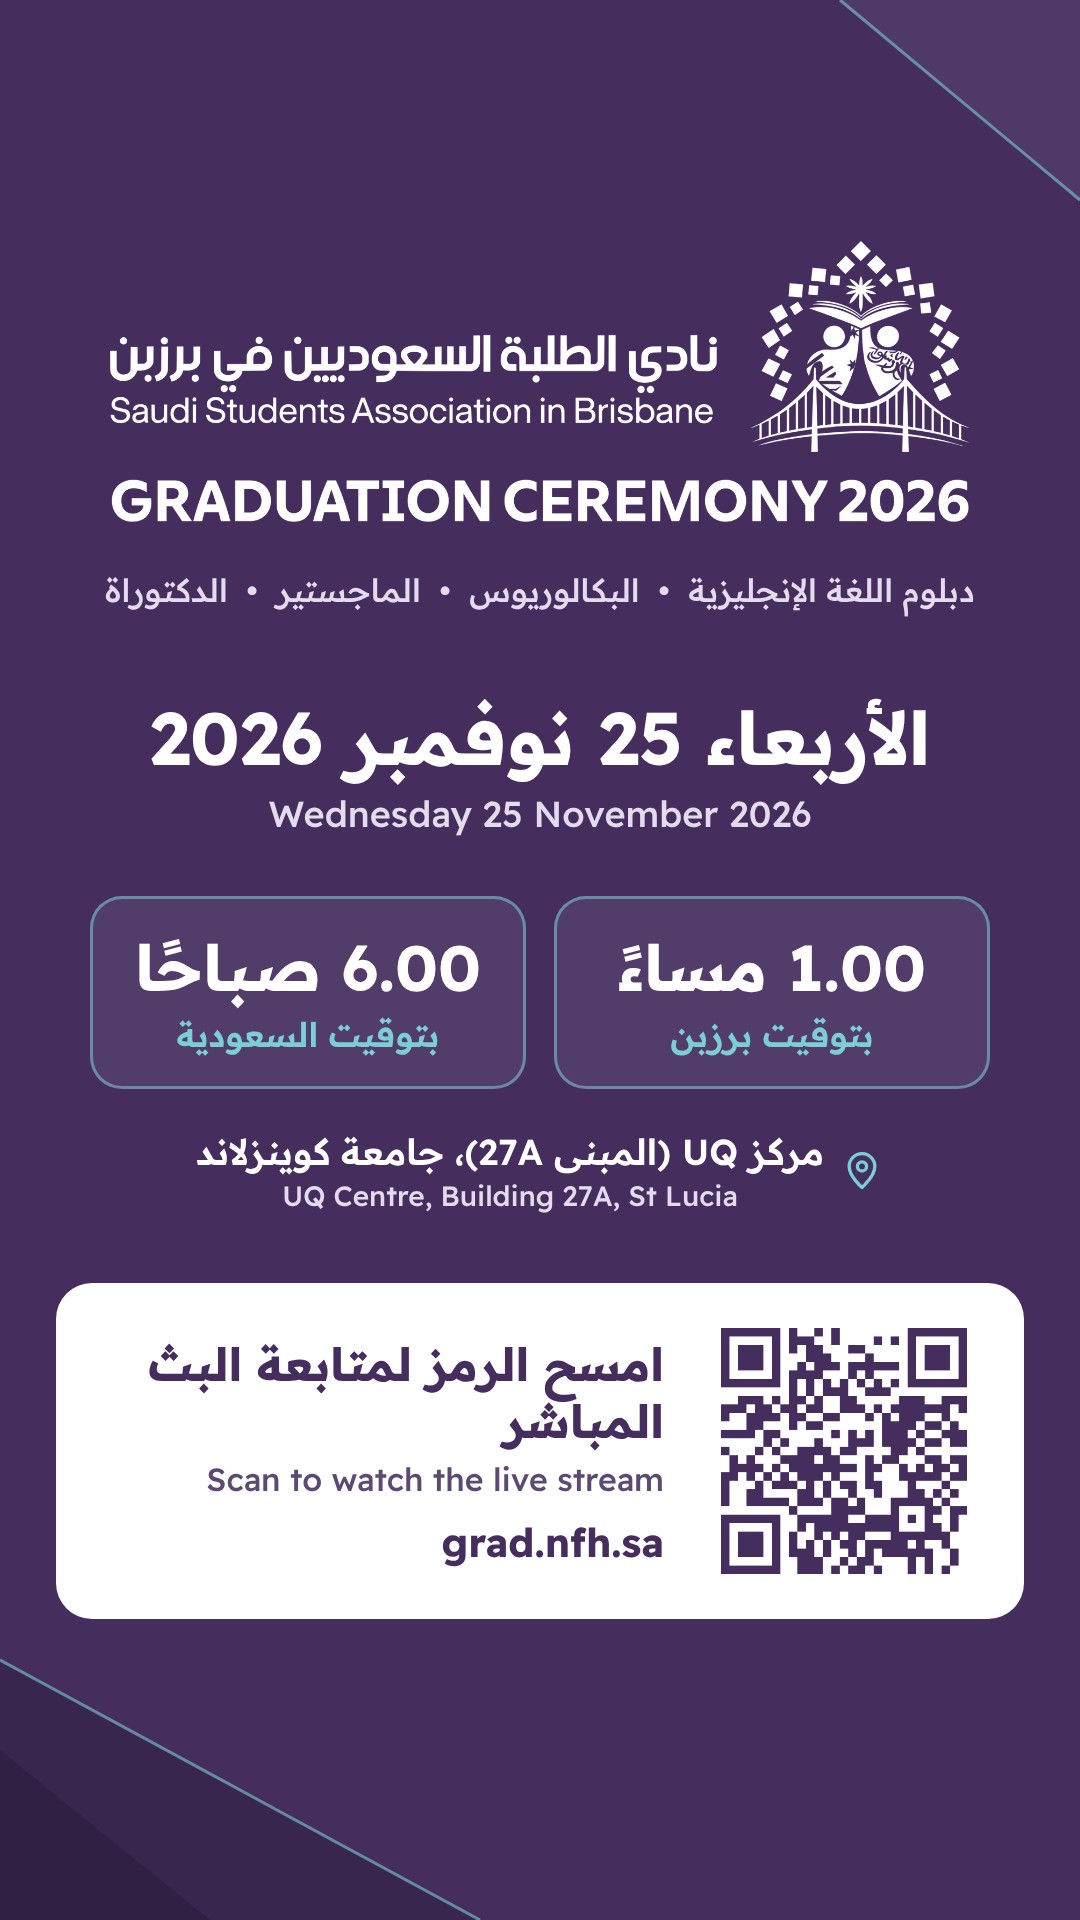 نادي الطلبة السعوديين في برزبن
Saudi Students Association in Brisbane
GRADUATION CEREMONY 2026
دبلوم اللغة الإنجليزية • البكالوريوس • الماجستير • الدكتوراة
الأربعاء 25 نوفمبر 2026
Wednesday 25 November 2026
1.00 مساءً
بتوقيت برزبن
6.00 صباحًا
بتوقيت السعودية
مركز UQ (المبنى 27A)، جامعة كوينزلاند
UQ Centre, Building 27A, St Lucia
امسح الرمز لمتابعة البث
المباشر
Scan to watch the live stream
grad.nfh.sa